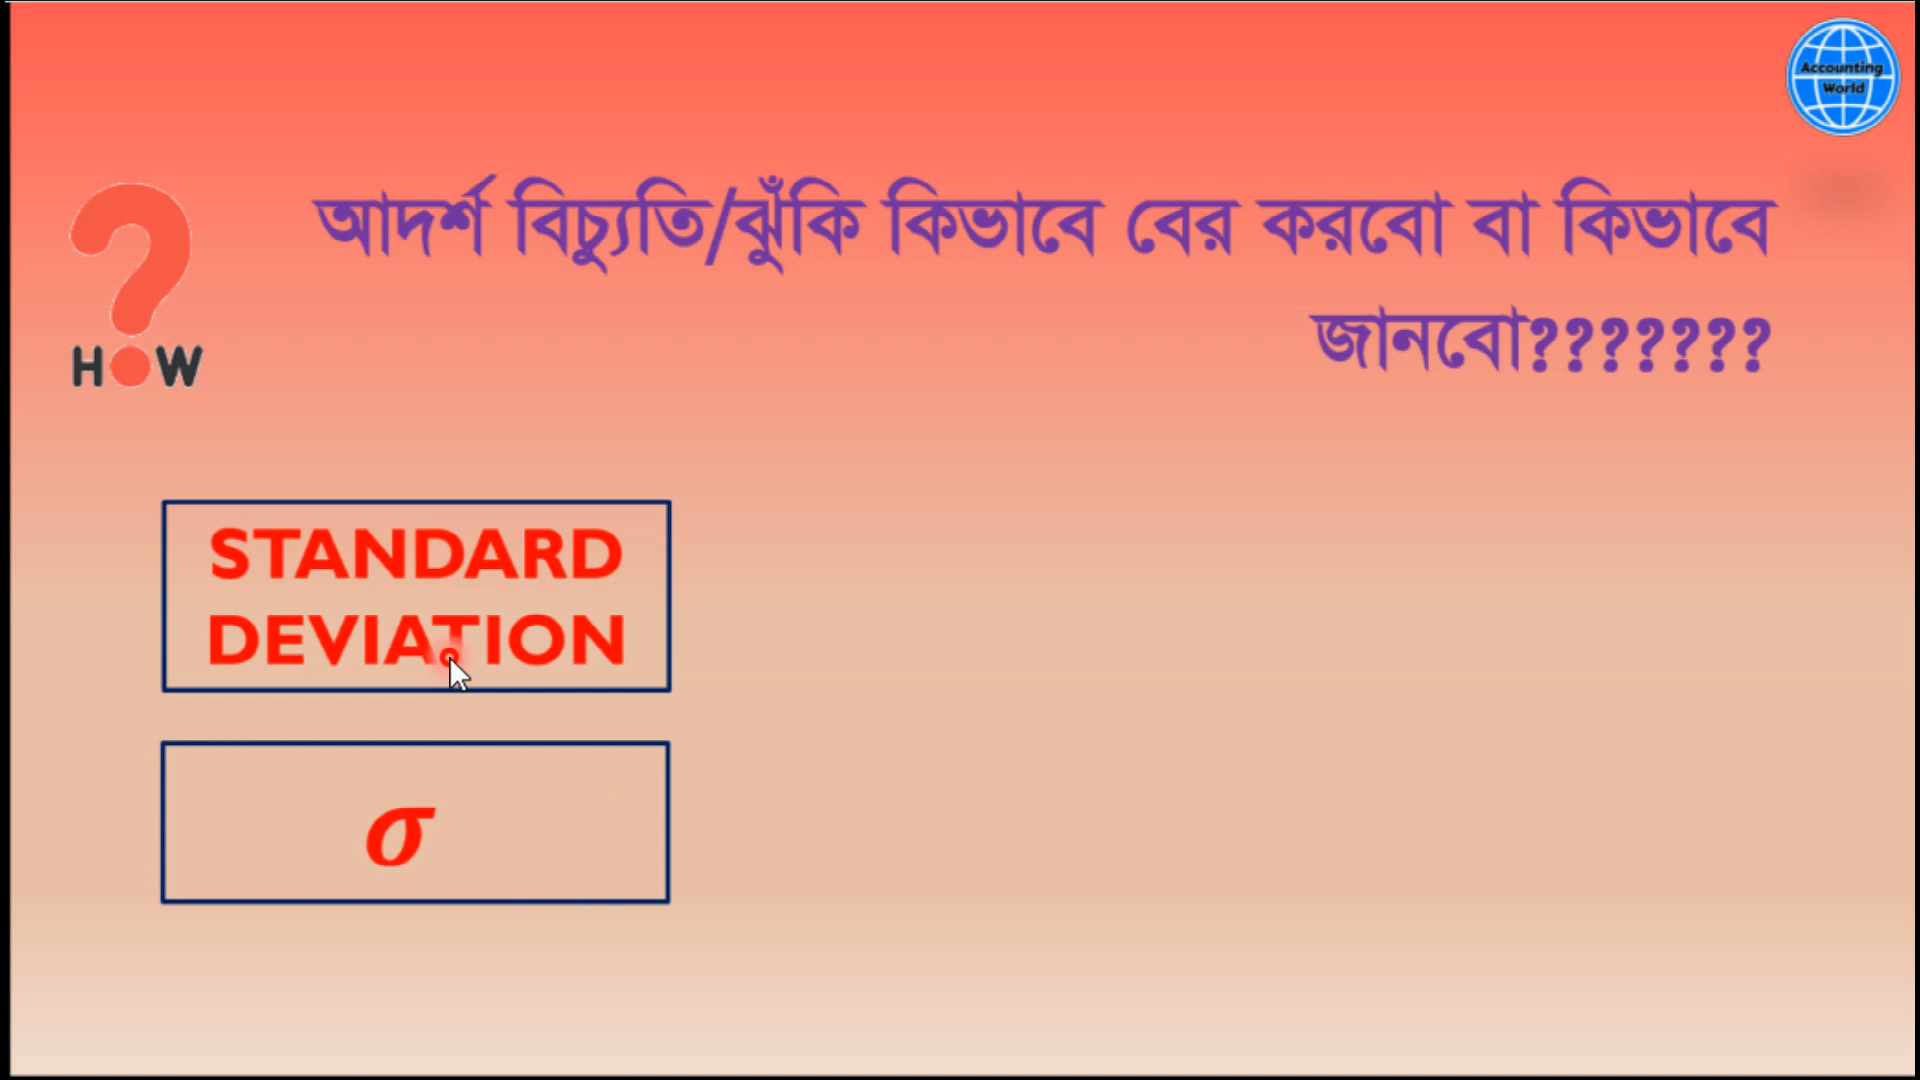 Accounting
World
আদর্শ বিচ্যুতি/ঝুঁকি কিভাবে বের করবো বা কিভাবে
জানবো???????
HOW
STANDARD
DEVIATION
σ